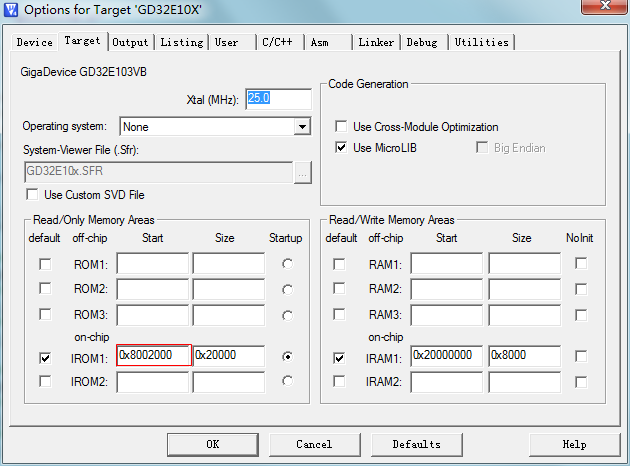 Options for Target 'GD32E10X'
Device Target Output Listing User C/C++ Asm Linker Debug Utilities
GigaDevice GD32E103VB
Xtal (MHz): 25.0
Operating system: None
System-Viewer File (.Sfr):
GD32E10x.SFR ...
Use Custom SVD File
Code Generation
Use Cross-Module Optimization
Use MicroLIB Big Endian
Read/Only Memory Areas
default off-chip Start Size Startup
ROM1:
ROM2:
ROM3:
on-chip
IROM1: 0x8002000 0x20000
IROM2:
Read/Write Memory Areas
default off-chip Start Size NoInit
RAM1:
RAM2:
RAM3:
on-chip
IRAM1: 0x20000000 0x8000
IRAM2:
OK Cancel Defaults Help